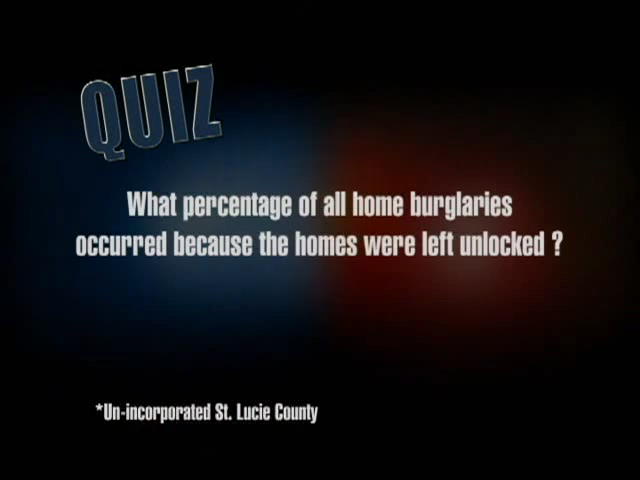 QUIZ
What percentage of all home burglaries
occurred because the homes were left unlocked ?
*Un-incorporated St. Lucie County